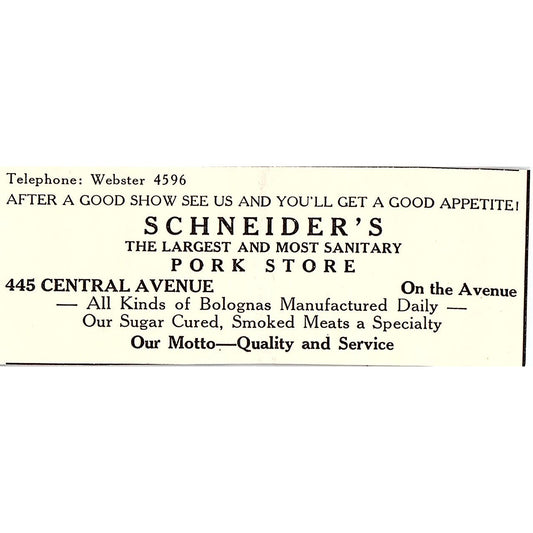 Telephone: Webster 4596
AFTER A GOOD SHOW SEE US AND YOU'LL GET A GOOD APPETITE!
SCHNEIDER'S
THE LARGEST AND MOST SANITARY
PORK STORE
445 CENTRAL AVENUE On the Avenue
— All Kinds of Bolognas Manufactured Daily —
Our Sugar Cured, Smoked Meats a Specialty
Our Motto—Quality and Service